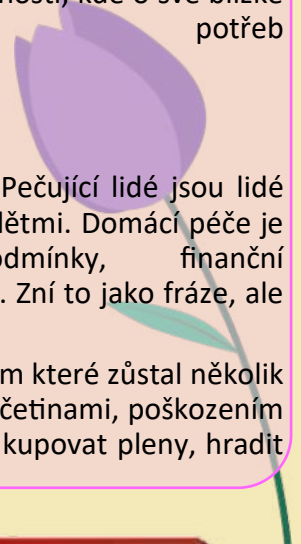 potřeb
Pečující lidé jsou lidé
dětmi. Domácí péče je
odmínky, finanční
. Zní to jako fráze, ale
m které zůstal několik
četinami, poškozením
kupovat pleny, hradit